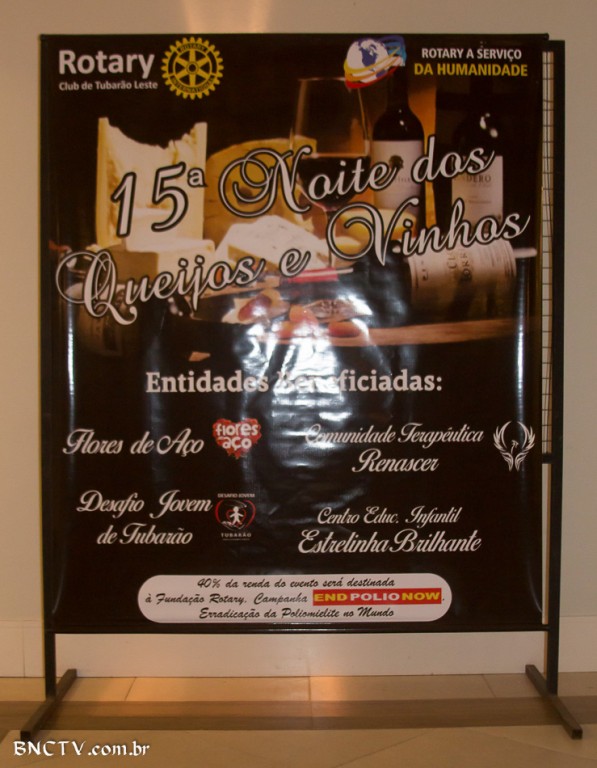 Rotary
Club de Tubarão Leste
ROTARY A SERVIÇO
DA HUMANIDADE
15ª Noite dos
Queijos e Vinhos
Entidades Beneficiadas:
Flores de Aço
flores
aço
Comunidade Terapêutica
Renascer
Desafio Jovem
de Tubarão
DESAFIO JOVEM
TUBARÃO
Centro Educ. Infantil
Estrelinha Brilhante
40% da renda do evento será destinada
à Fundação Rotary, Campanha END POLIO NOW.
Erradicação da Poliomielite no Mundo
BNCTV.com.br